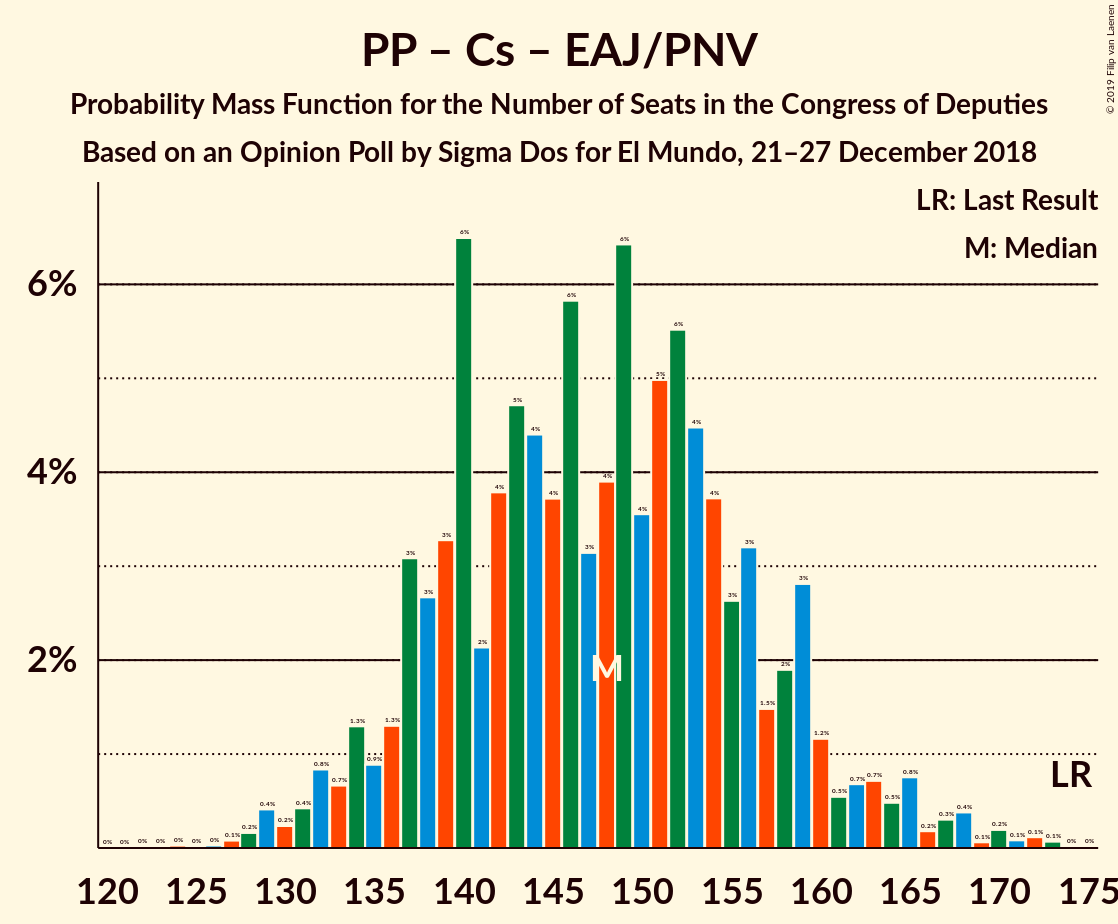 PP – Cs – EAJ/PNV
Probability Mass Function for the Number of Seats in the Congress of Deputies
Based on an Opinion Poll by Sigma Dos for El Mundo, 21–27 December 2018
© 2019 Filip van Laenen
LR: Last Result
M: Median
6%
4%
2%
0% 0% 0% 0% 0% 0% 0% 0.1% 0.2% 0.4% 0.2% 0.4% 0.8% 0.7% 1.3% 0.9% 1.3% 3% 3% 3% 6% 2% 4% 5% 4% 4% 6% 3% 4% 6% 4% 5% 6% 4% 4% 3% 3% 1.5% 2% 3% 1.2% 0.5% 0.7% 0.7% 0.5% 0.8% 0.2% 0.3% 0.4% 0.1% 0.2% 0.1% 0.1% 0.1% 0% 0%
M
LR
120 125 130 135 140 145 150 155 160 165 170 175